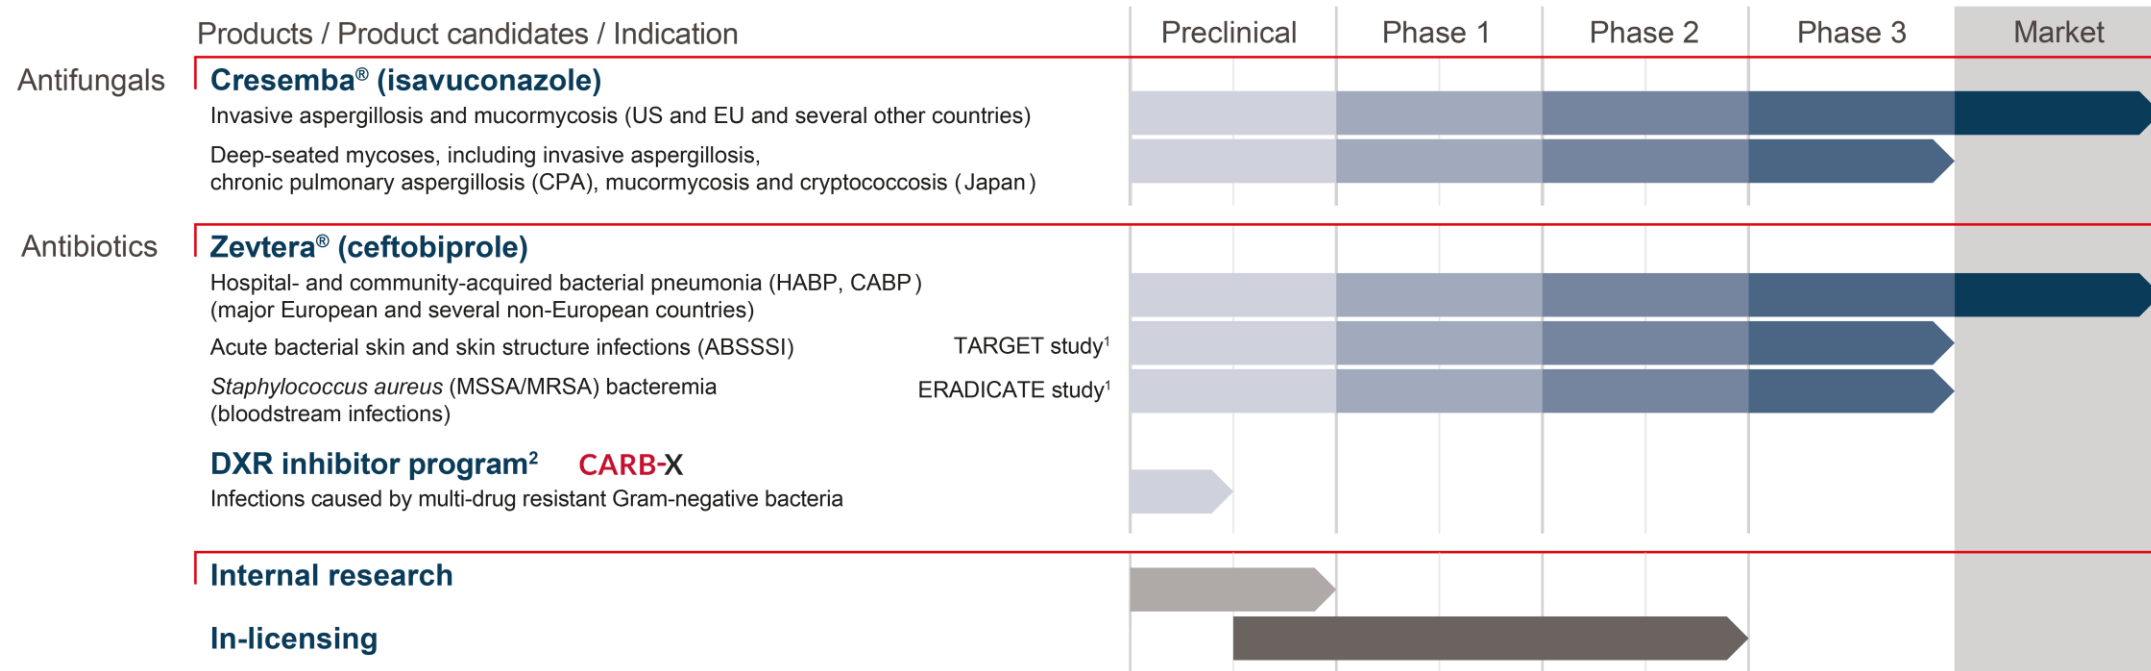 Products / Product candidates / Indication
Preclinical
Phase 1
Phase 2
Phase 3
Market
Antifungals
Cresemba® (isavuconazole)
Invasive aspergillosis and mucormycosis (US and EU and several other countries)
Deep-seated mycoses, including invasive aspergillosis,
chronic pulmonary aspergillosis (CPA), mucormycosis and cryptococcosis (Japan)
Antibiotics
Zevtera® (ceftobiprole)
Hospital- and community-acquired bacterial pneumonia (HABP, CABP)
(major European and several non-European countries)
Acute bacterial skin and skin structure infections (ABSSSI)
TARGET study¹
Staphylococcus aureus (MSSA/MRSA) bacteremia
(bloodstream infections)
ERADICATE study¹
DXR inhibitor program²
CARB-X
Infections caused by multi-drug resistant Gram-negative bacteria
Internal research
In-licensing